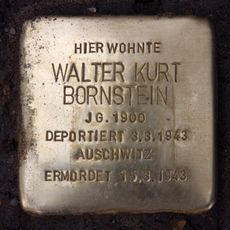 HIER WOHNTE
WALTER KURT
BORNSTEIN
JG. 1900
DEPORTIERT 3.3.1943
AUSCHWITZ
ERMORDET 15.3.1943